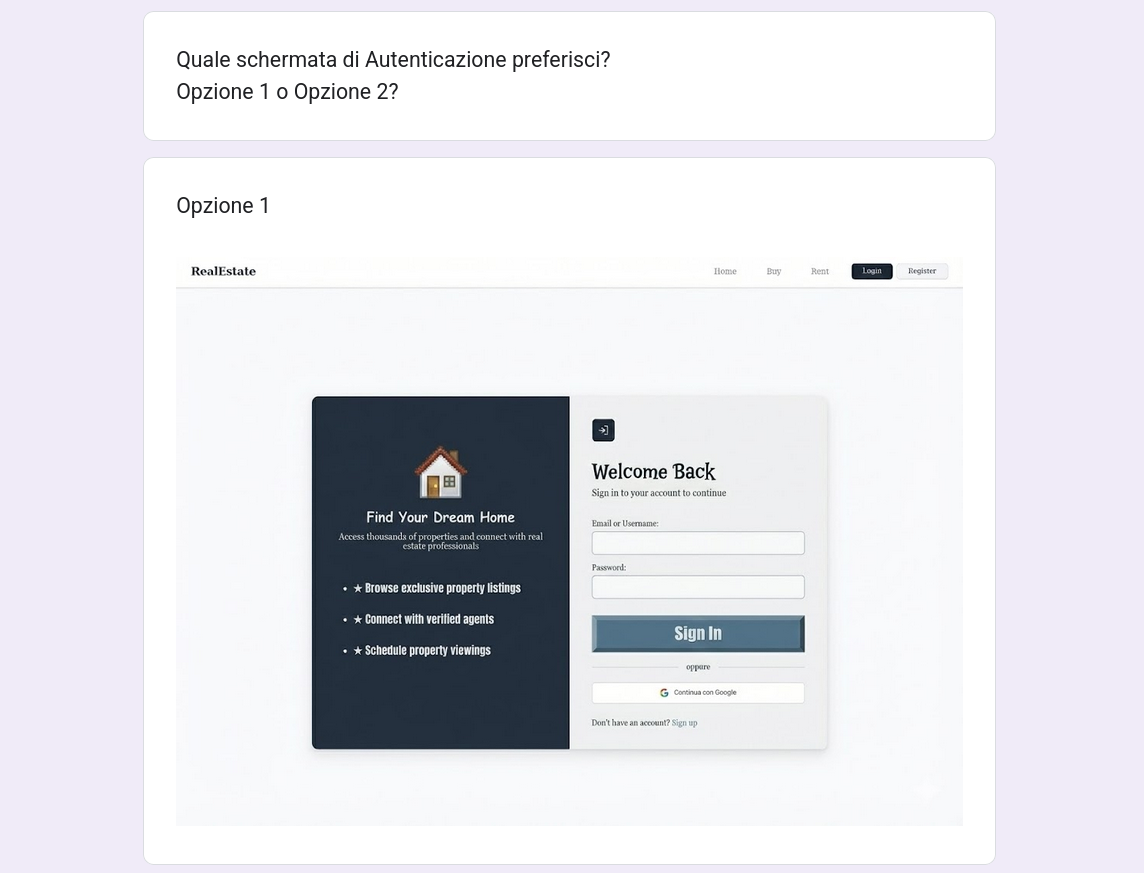 Quale schermata di Autenticazione preferisci?
Opzione 1 o Opzione 2?
Opzione 1
RealEstate
Home
Buy
Rent
Login
Register
Find Your Dream Home
Access thousands of properties and connect with real
estate professionals
• ★ Browse exclusive property listings
• ★ Connect with verified agents
• ★ Schedule property viewings
Welcome Back
Sign in to your account to continue
Email or Username:
Password:
Sign In
oppure
Continua con Google
Don't have an account? Sign up